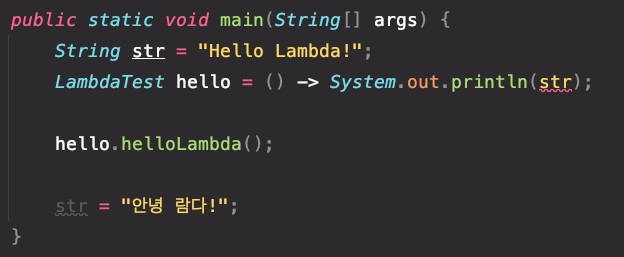 public static void main(String[] args) {
String str = "Hello Lambda!";
LambdaTest hello = () -> System.out.println(str);
hello.helloLambda();
str = "안녕 람다!";
}